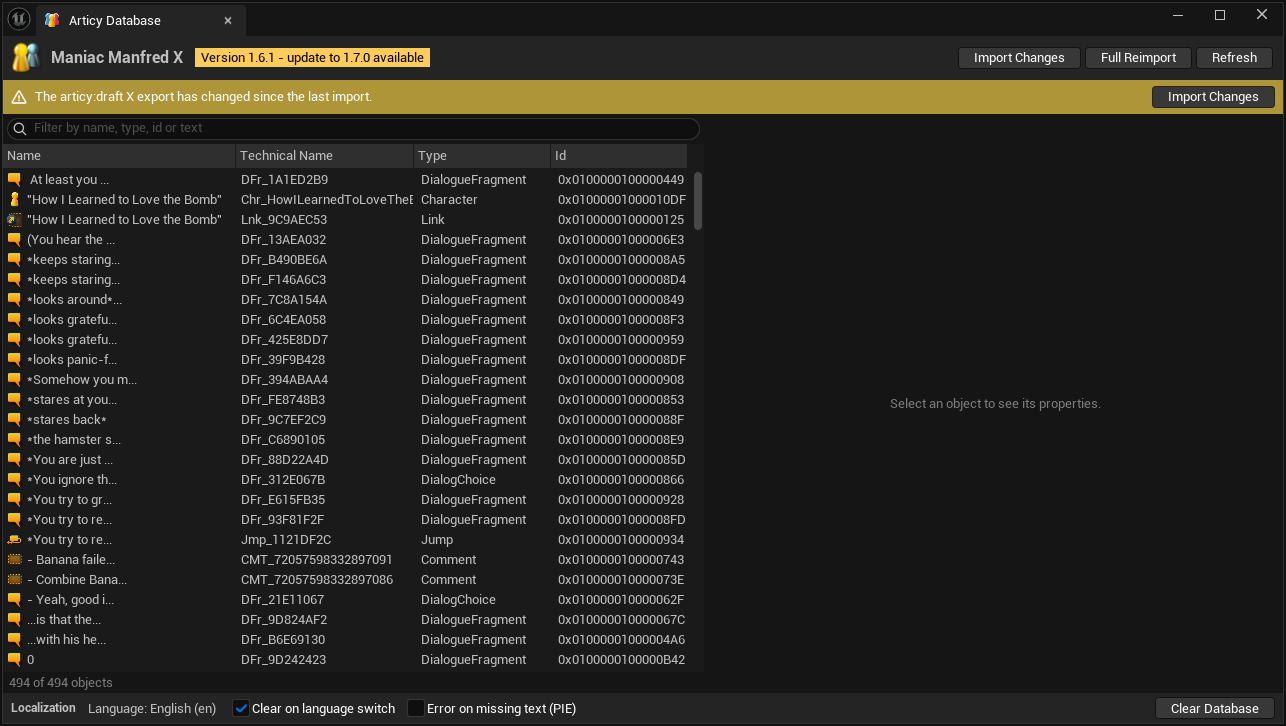 Articy Database
Maniac Manfred X Version 1.6.1 - update to 1.7.0 available Import Changes Full Reimport Refresh
The articy:draft X export has changed since the last import. Import Changes
Filter by name, type, id or text
Name Technical Name Type Id
At least you ... DFr_1A1ED2B9 DialogueFragment 0x0100000100000449
"How I Learned to Love the Bomb" Chr_HowILearnedToLoveTheB Character 0x01000001000010DF
"How I Learned to Love the Bomb" Lnk_9C9AEC53 Link 0x0100000100000125
(You hear the ... DFr_13AEA032 DialogueFragment 0x01000001000006E3
*keeps staring... DFr_B490BE6A DialogueFragment 0x01000001000008A5
*keeps staring... DFr_F146A6C3 DialogueFragment 0x01000001000008D4
*looks around*... DFr_7C8A154A DialogueFragment 0x0100000100000849
*looks gratefu... DFr_6C4EA058 DialogueFragment 0x01000001000008F3
*looks gratefu... DFr_425E8DD7 DialogueFragment 0x0100000100000959
*looks panic-f... DFr_39F9B428 DialogueFragment 0x01000001000008DF
*Somehow you m... DFr_394ABAA4 DialogueFragment 0x0100000100000908
*stares at you... DFr_FE8748B3 DialogueFragment 0x0100000100000853
*stares back* DFr_9C7EF2C9 DialogueFragment 0x010000010000088F
*the hamster s... DFr_C6890105 DialogueFragment 0x01000001000008E9
*You are just ... DFr_88D22A4D DialogueFragment 0x010000010000085D
*You ignore th... DFr_312E067B DialogChoice 0x0100000100000866
*You try to gr... DFr_E615FB35 DialogueFragment 0x0100000100000928
*You try to re... DFr_93F81F2F DialogueFragment 0x01000001000008FD
*You try to re... Jmp_1121DF2C Jump 0x0100000100000934
- Banana faile... CMT_72057598332897091 Comment 0x0100000100000743
- Combine Bana... CMT_72057598332897086 Comment 0x010000010000073E
- Yeah, good i... DFr_21E11067 DialogChoice 0x010000010000062F
...is that the... DFr_9D824AF2 DialogueFragment 0x010000010000067C
...with his he... DFr_B6E69130 DialogueFragment 0x01000001000004A6
0 DFr_9D242423 DialogueFragment 0x0100000100000B42
Select an object to see its properties.
494 of 494 objects
Localization Language: English (en) Clear on language switch Error on missing text (PIE) Clear Database